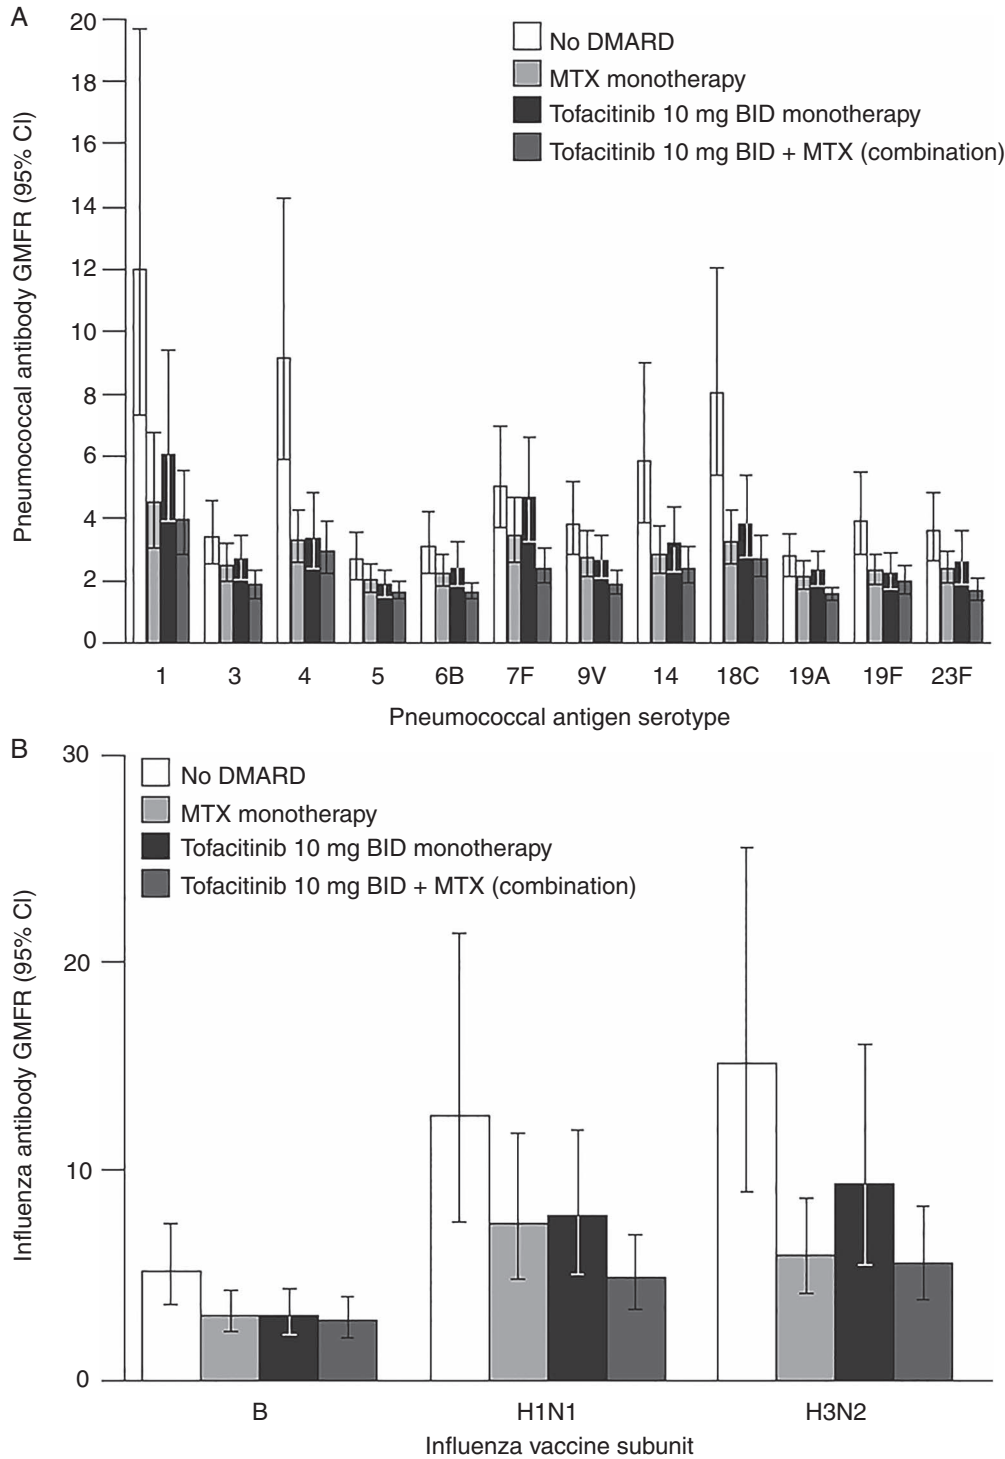 A
Pneumococcal antibody GMFR (95% CI)
20
18
16
14
12
10
8
6
4
2
0
No DMARD
MTX monotherapy
Tofacitinib 10 mg BID monotherapy
Tofacitinib 10 mg BID + MTX (combination)
1 3 4 5 6B 7F 9V 14 18C 19A 19F 23F
Pneumococcal antigen serotype
B
Influenza antibody GMFR (95% CI)
30
20
10
0
No DMARD
MTX monotherapy
Tofacitinib 10 mg BID monotherapy
Tofacitinib 10 mg BID + MTX (combination)
B H1N1 H3N2
Influenza vaccine subunit